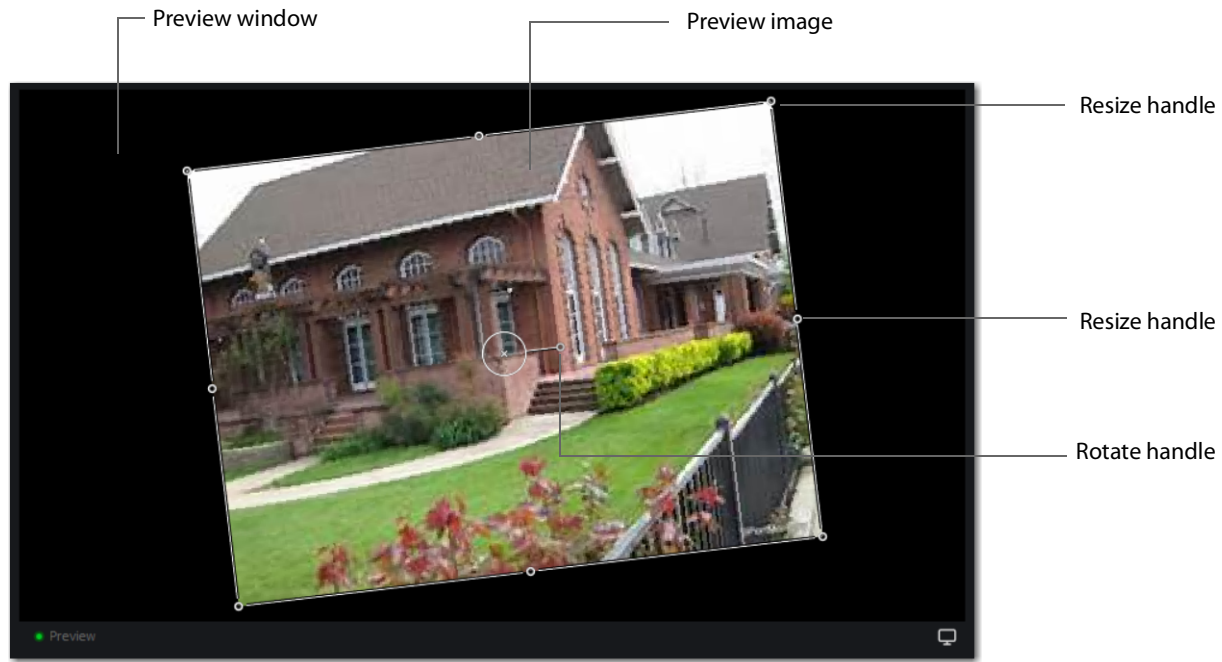 Preview window
Preview image
Resize handle
Resize handle
Rotate handle
Preview